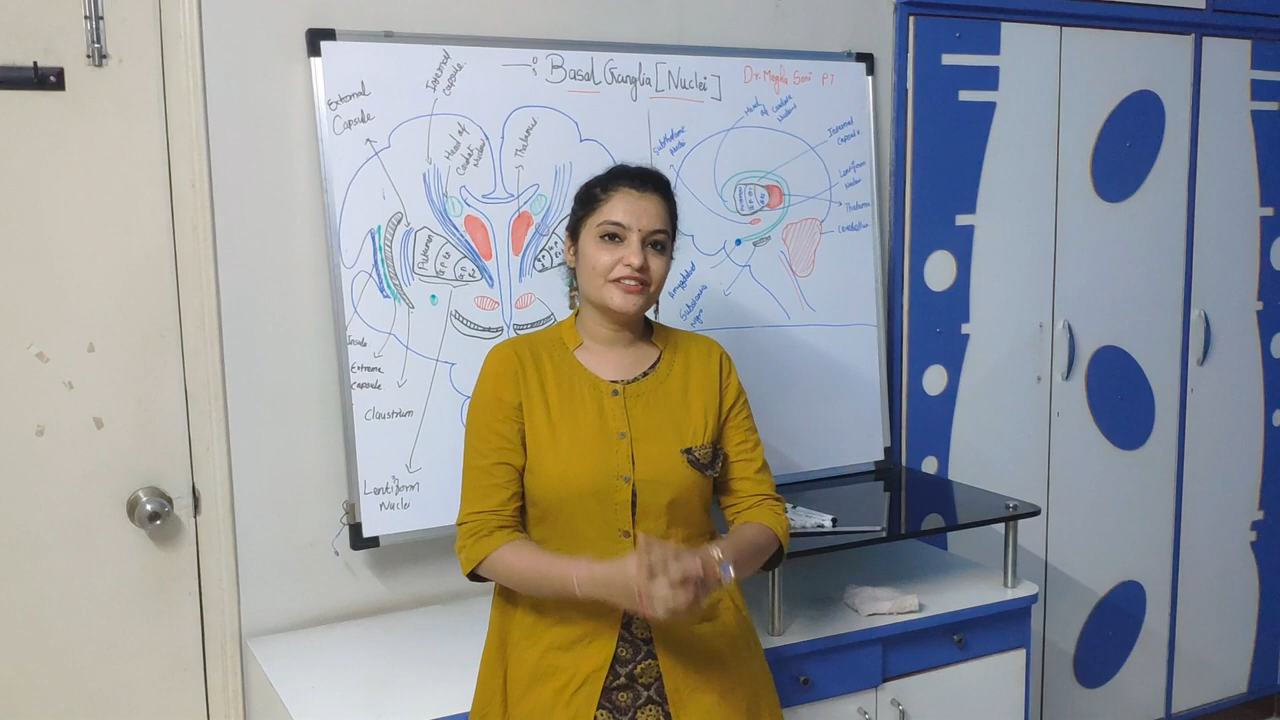 Basal Ganglia [Nuclei]
Dr. Megha Soni PT
External
Capsule
Internal
Capsule
Head of
Caudate
Nucleus
Thalamus
Putamen
Insula
Extreme
Capsule
Claustrum
Lentiform
Nuclei
Subthalamic
Nuclei
Head
of Caudate
Nucleus
Internal
Capsule
Lentiform
Nuclei
Thalamus
Cerebellum
Amygdaloid
Substancia
Nigra